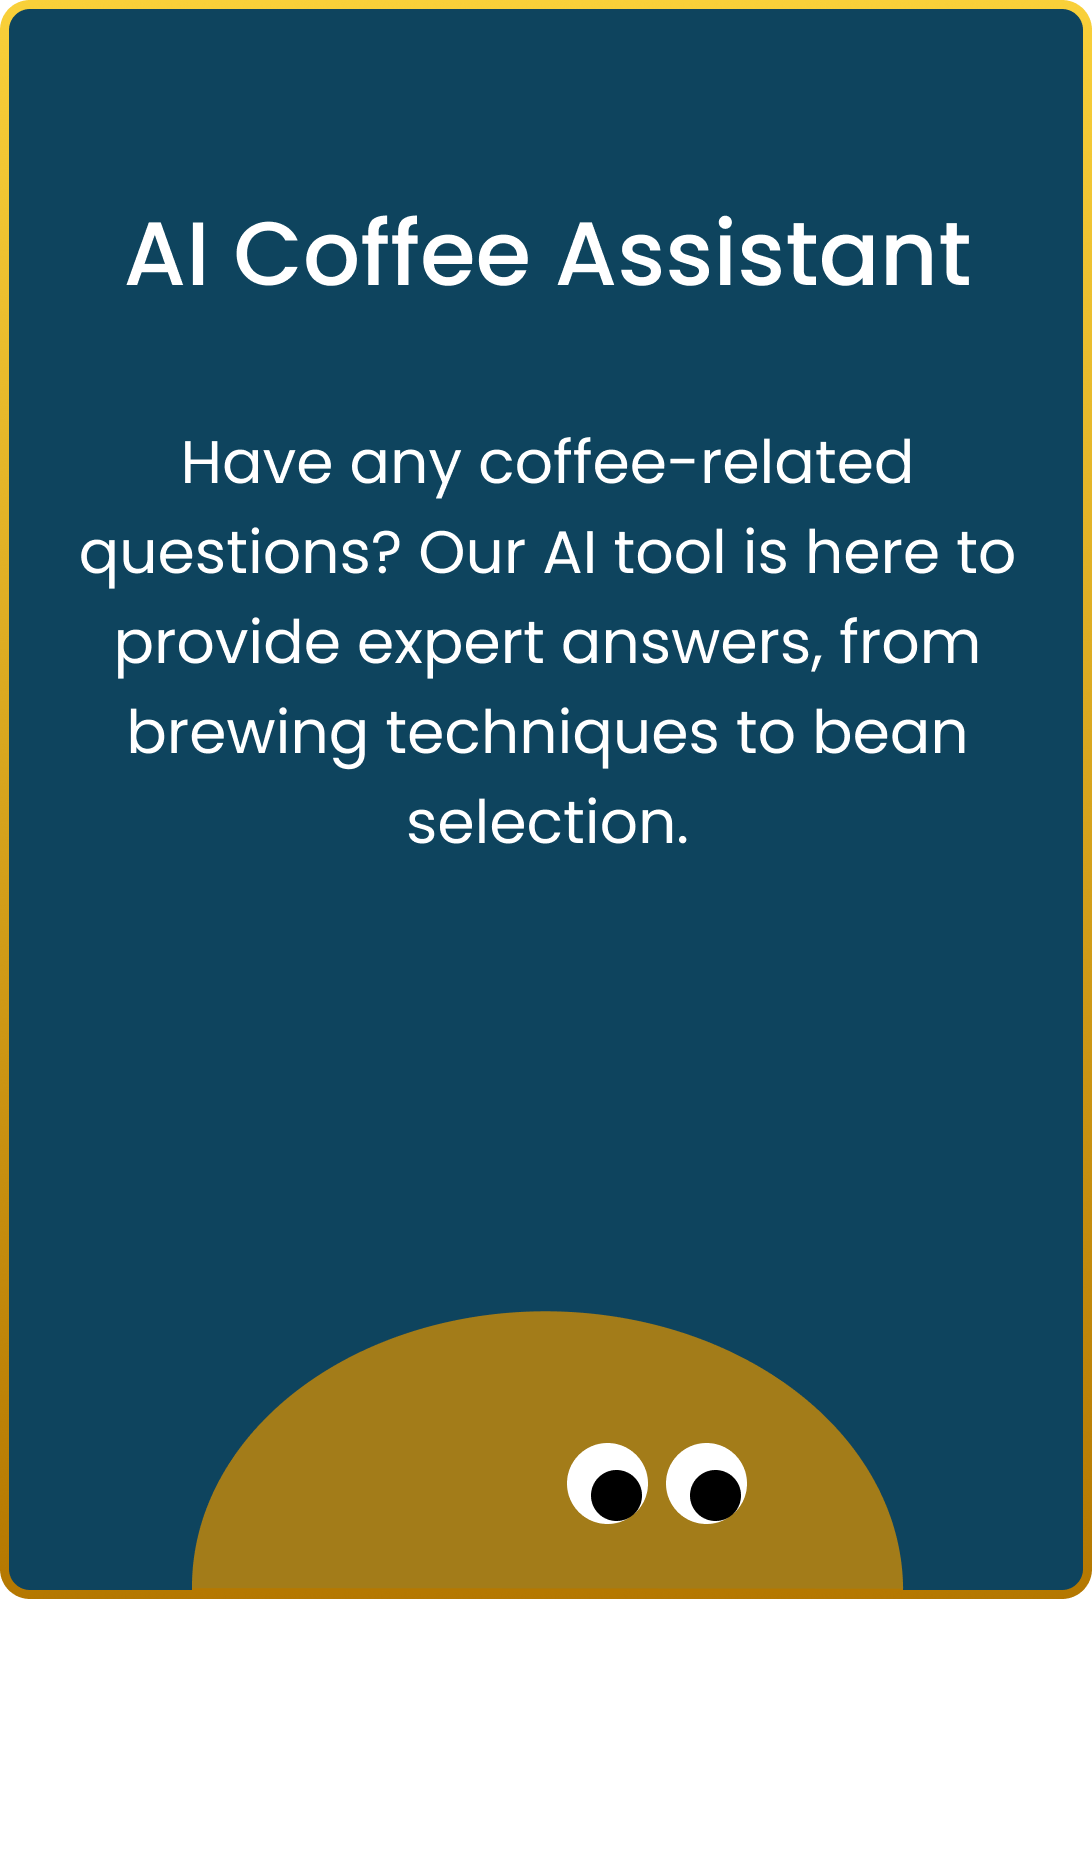 AI Coffee Assistant
Have any coffee-related
questions? Our AI tool is here to
provide expert answers, from
brewing techniques to bean
selection.